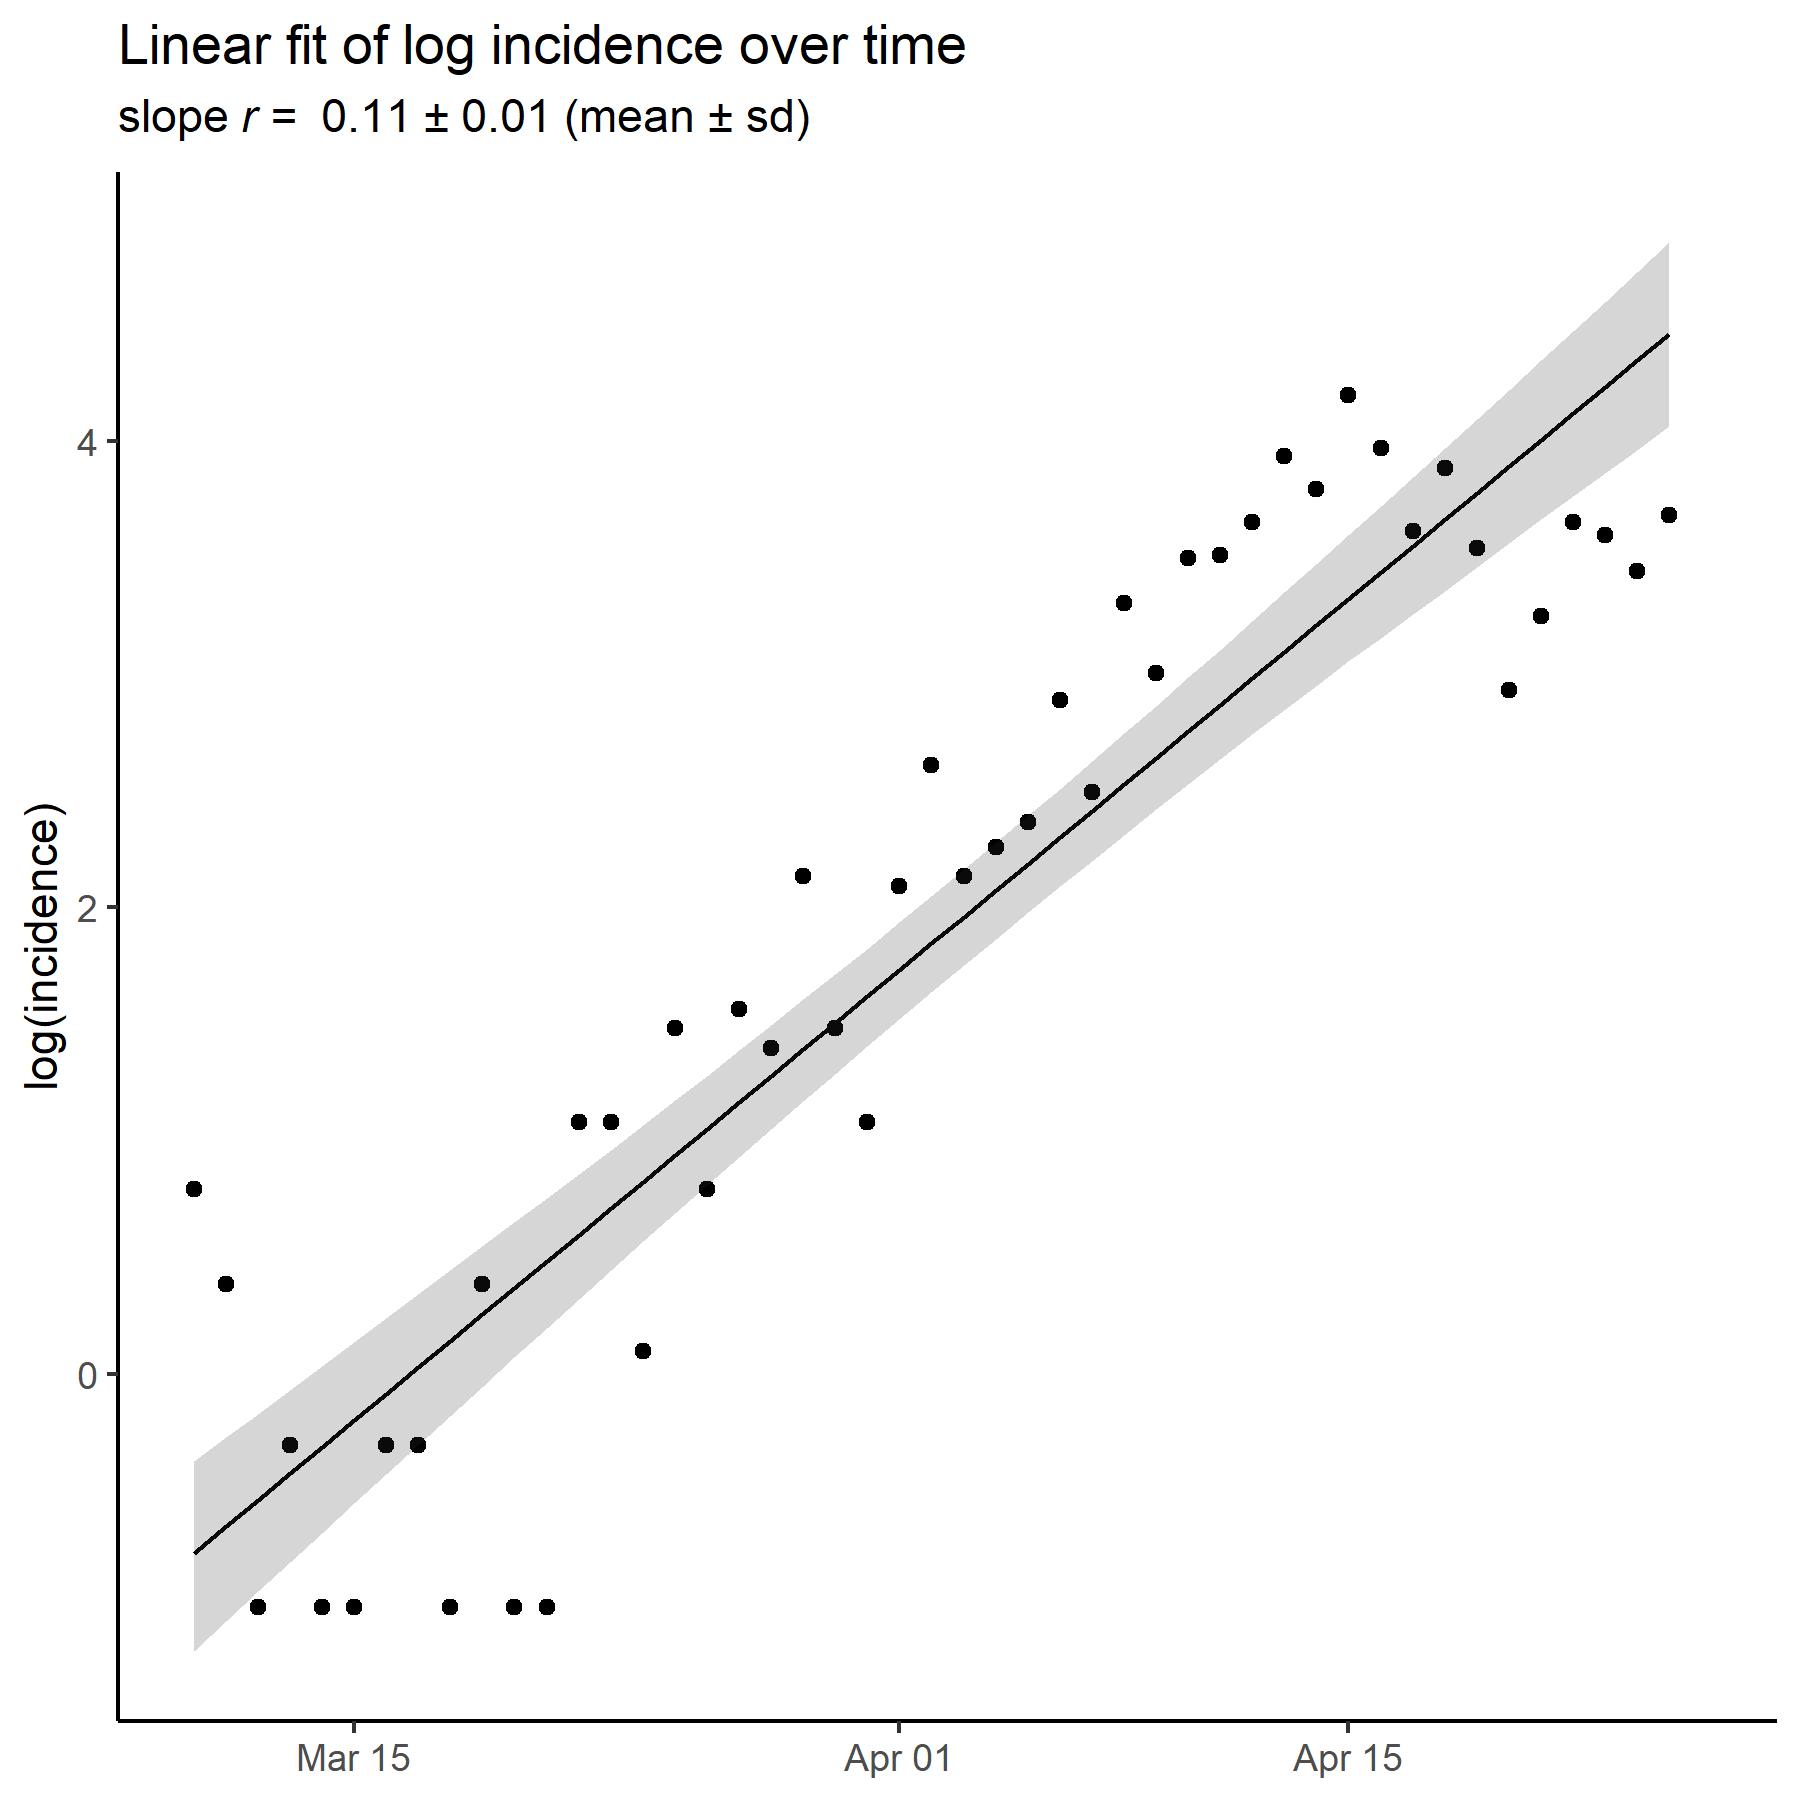 Linear fit of log incidence over time
slope r = 0.11 ± 0.01 (mean ± sd)
log(incidence)
4
2
0
Mar 15
Apr 01
Apr 15